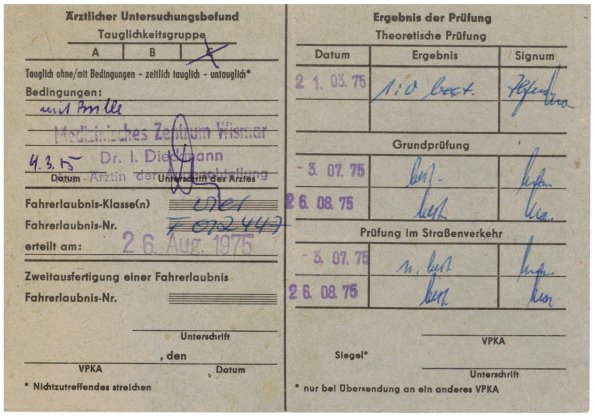 Ärztlicher Untersuchungsbefund
Tauglichkeitsgruppe
A B
Tauglich ohne/mit Bedingungen - zeitlich tauglich - untauglich*
Bedingungen:
mit Brille
Medizinisches Zentrum Wismar
4.3.75 Dr. I. Dieckmann
Datum Unterschrift des Arztes
Fahrerlaubnis-Klasse(n) vier
Fahrerlaubnis-Nr. F 012447
erteilt am: 26. Aug. 1975
Zweitausfertigung einer Fahrerlaubnis
Fahrerlaubnis-Nr.
Unterschrift
, den
VPKA Datum
* Nichtzutreffendes streichen
Ergebnis der Prüfung
Theoretische Prüfung
Datum Ergebnis Signum
21. 03. 75 1:0 best.
Grundprüfung
- 3. 07. 75 best.
26. 08. 75 best.
Prüfung im Straßenverkehr
- 3. 07. 75 n. best.
26. 08. 75 best.
VPKA
Siegel*
Unterschrift
* nur bei Übersendung an ein anderes VPKA